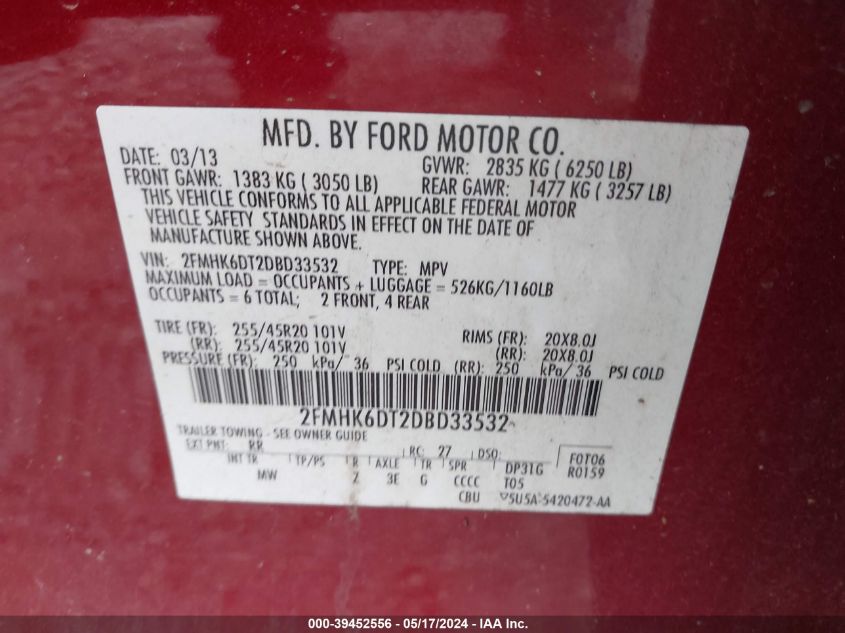 MFD. BY FORD MOTOR CO.
DATE: 03/13 GVWR: 2835 KG ( 6250 LB)
FRONT GAWR: 1383 KG ( 3050 LB) REAR GAWR: 1477 KG ( 3257 LB)
THIS VEHICLE CONFORMS TO ALL APPLICABLE FEDERAL MOTOR
VEHICLE SAFETY STANDARDS IN EFFECT ON THE DATE OF
MANUFACTURE SHOWN ABOVE.
VIN: 2FMHK6DT2DBD33532 TYPE: MPV
MAXIMUM LOAD = OCCUPANTS + LUGGAGE = 526KG/1160LB
OCCUPANTS = 6 TOTAL; 2 FRONT, 4 REAR
TIRE (FR): 255/45R20 101V RIMS (FR): 20X8.0J
(RR): 255/45R20 101V (RR): 20X8.0J
PRESSURE (FR): 250 kPa/ 36 PSI COLD (RR): 250 kPa/ 36 PSI COLD
2FMHK6DT2DBD33532
TRAILER TOWING - SEE OWNER GUIDE
EXT PNT: RR RC: 27 DSO: F0T06
INT TR TP/PS R AXLE TR SPR DP31G R0159
MW Z 3E G CCCC T05
CBU 5U5A-5420472-AA
000-39452556 - 05/17/2024 - IAA Inc.